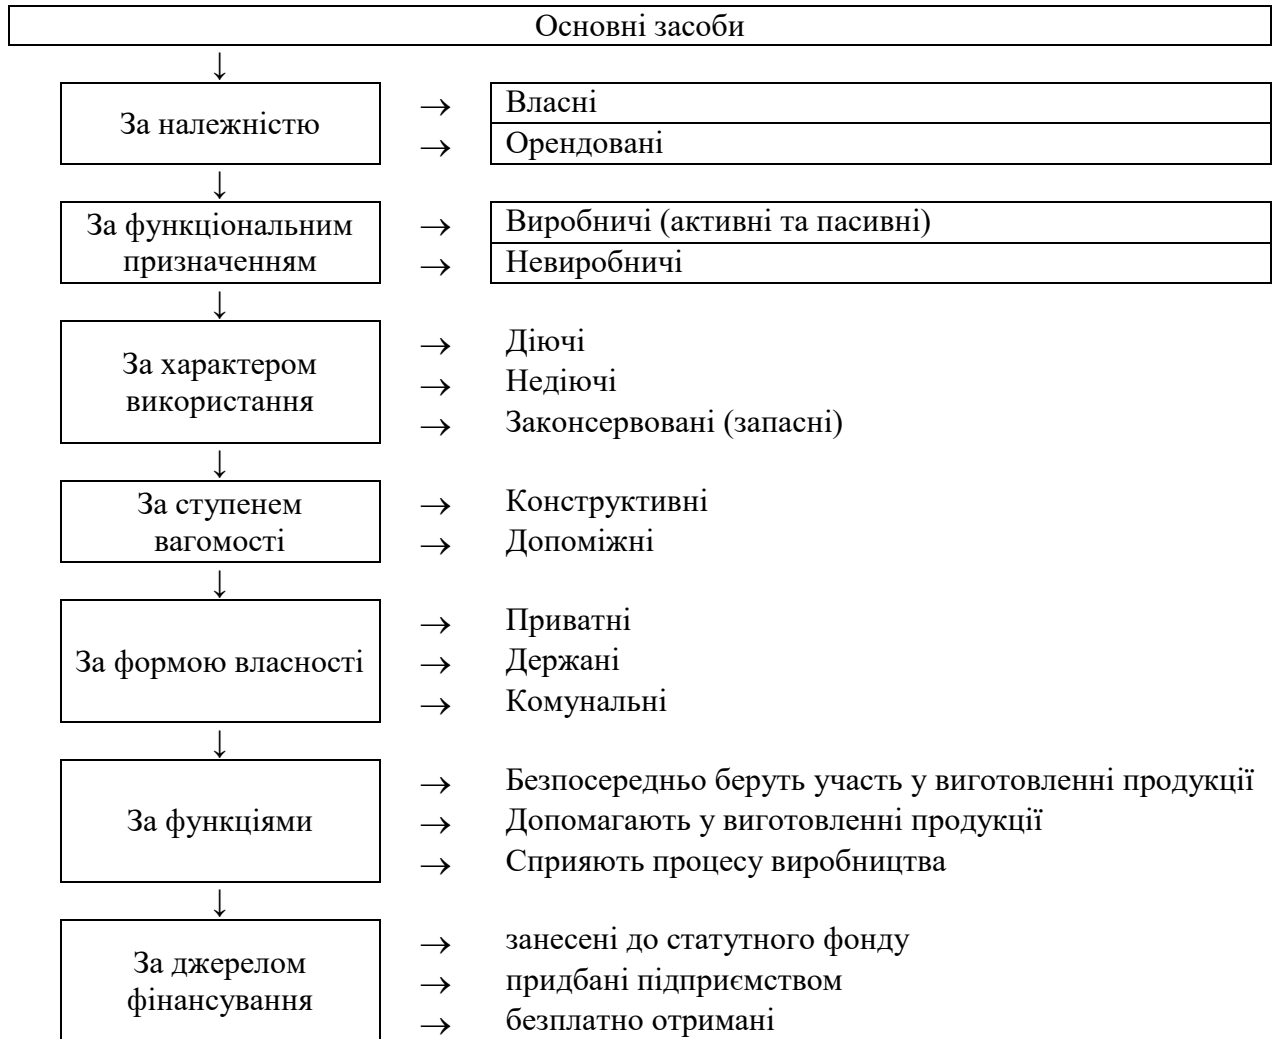 Основні засоби
↓
За належністю
→ Власні
→ Орендовані
↓
За функціональним
призначенням
→ Виробничі (активні та пасивні)
→ Невиробничі
↓
За характером
використання
→ Діючі
→ Недіючі
→ Законсервовані (запасні)
↓
За ступенем
вагомості
→ Конструктивні
→ Допоміжні
↓
За формою власності
→ Приватні
→ Держані
→ Комунальні
↓
За функціями
→ Безпосередньо беруть участь у виготовленні продукції
→ Допомагають у виготовленні продукції
→ Сприяють процесу виробництва
↓
За джерелом
фінансування
→ занесені до статутного фонду
→ придбані підприємством
→ безплатно отримані